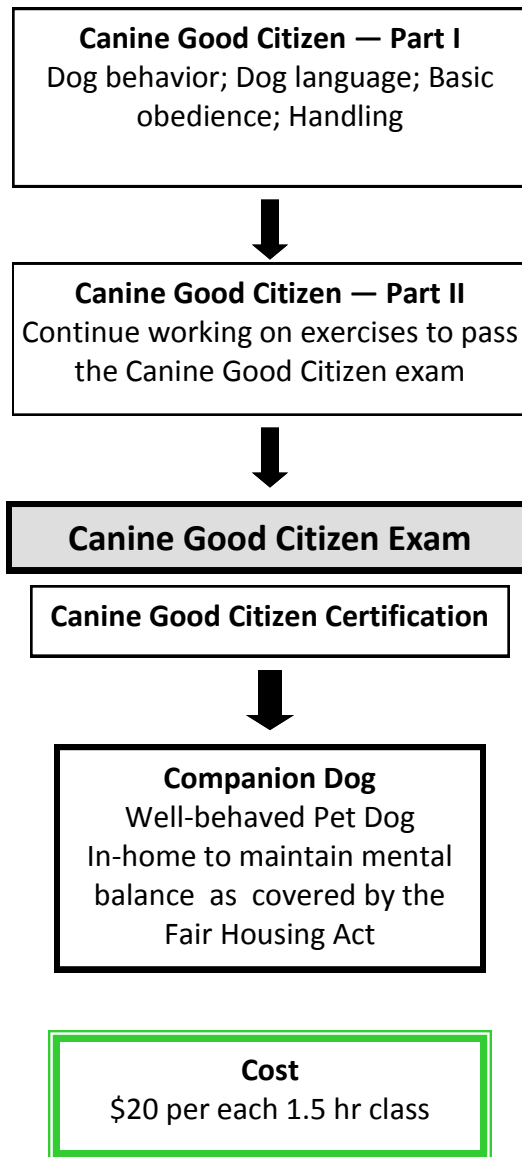 Canine Good Citizen — Part I
Dog behavior; Dog language; Basic
obedience; Handling
Canine Good Citizen — Part II
Continue working on exercises to pass
the Canine Good Citizen exam
Canine Good Citizen Exam
Canine Good Citizen Certification
Companion Dog
Well-behaved Pet Dog
In-home to maintain mental
balance as covered by the
Fair Housing Act
Cost
$20 per each 1.5 hr class